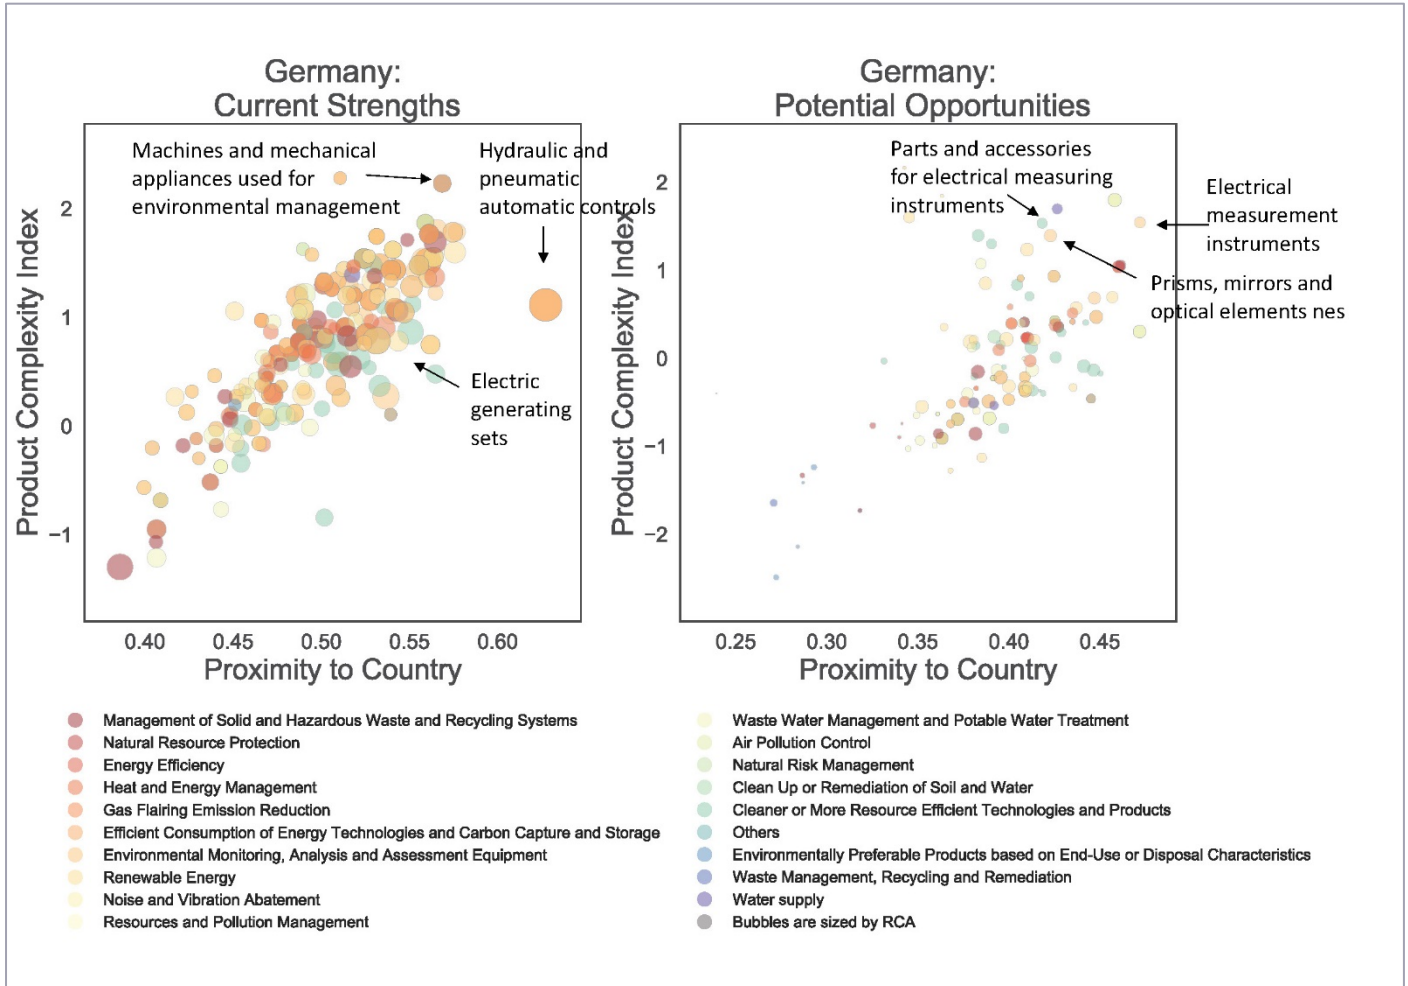 Germany:
Current Strengths
Machines and mechanical
appliances used for
environmental management
Hydraulic and
pneumatic
automatic controls
Electric
generating
sets
Product Complexity Index
2
1
0
−1
0.40 0.45 0.50 0.55 0.60
Proximity to Country
Germany:
Potential Opportunities
Parts and accessories
for electrical measuring
instruments
Electrical
measurement
instruments
Prisms, mirrors and
optical elements nes
Product Complexity Index
2
1
0
−1
−2
0.25 0.30 0.35 0.40 0.45
Proximity to Country
Management of Solid and Hazardous Waste and Recycling Systems
Natural Resource Protection
Energy Efficiency
Heat and Energy Management
Gas Flairing Emission Reduction
Efficient Consumption of Energy Technologies and Carbon Capture and Storage
Environmental Monitoring, Analysis and Assessment Equipment
Renewable Energy
Noise and Vibration Abatement
Resources and Pollution Management
Waste Water Management and Potable Water Treatment
Air Pollution Control
Natural Risk Management
Clean Up or Remediation of Soil and Water
Cleaner or More Resource Efficient Technologies and Products
Others
Environmentally Preferable Products based on End-Use or Disposal Characteristics
Waste Management, Recycling and Remediation
Water supply
Bubbles are sized by RCA